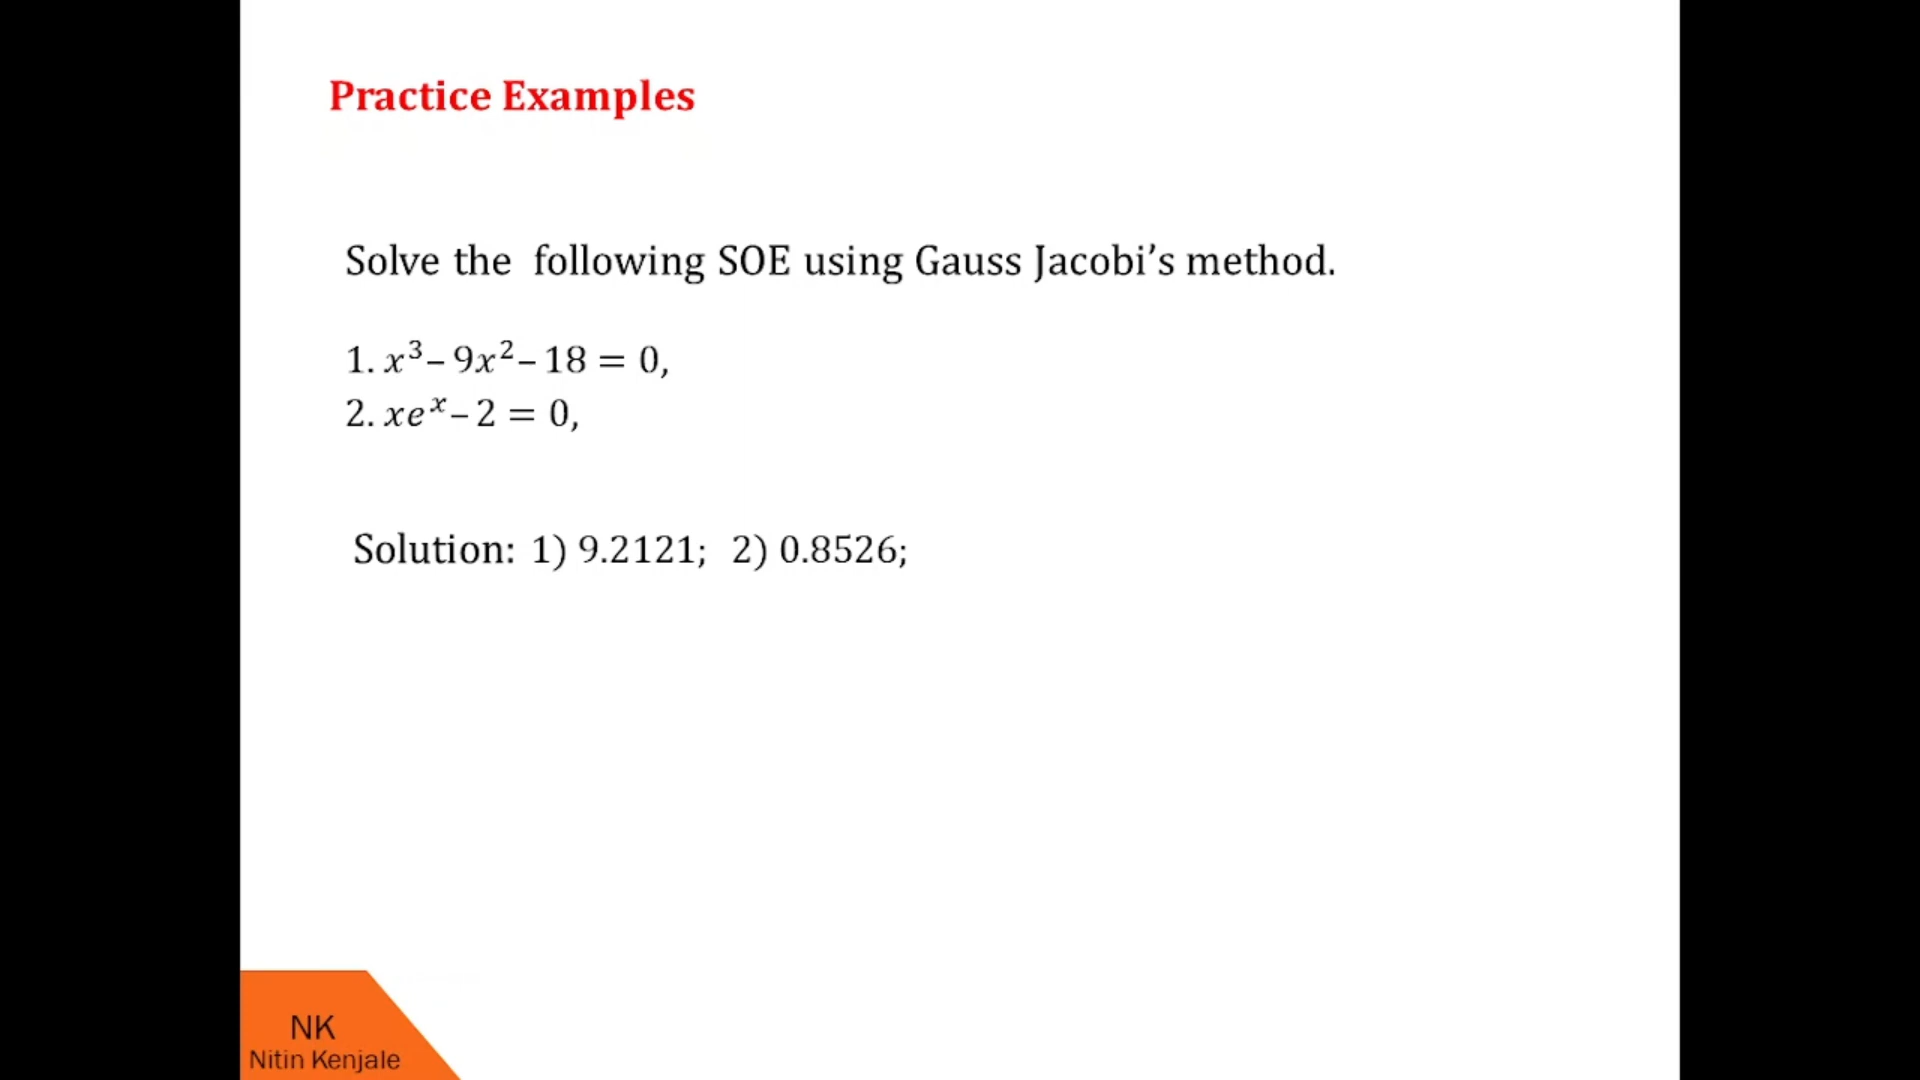 Practice Examples
Solve the following SOE using Gauss Jacobi’s method.
1. x³– 9x²– 18 = 0,
2. xeˣ– 2 = 0,
Solution: 1) 9.2121; 2) 0.8526;
NK
Nitin Kenjale